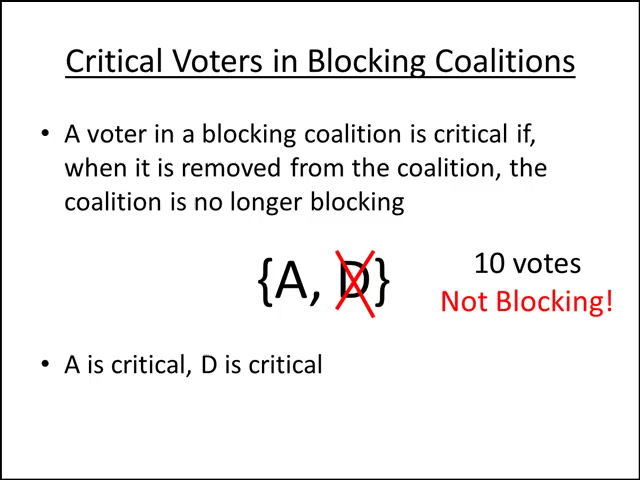 Critical Voters in Blocking Coalitions
• A voter in a blocking coalition is critical if,
when it is removed from the coalition, the
coalition is no longer blocking
{A, D}
10 votes
Not Blocking!
• A is critical, D is critical